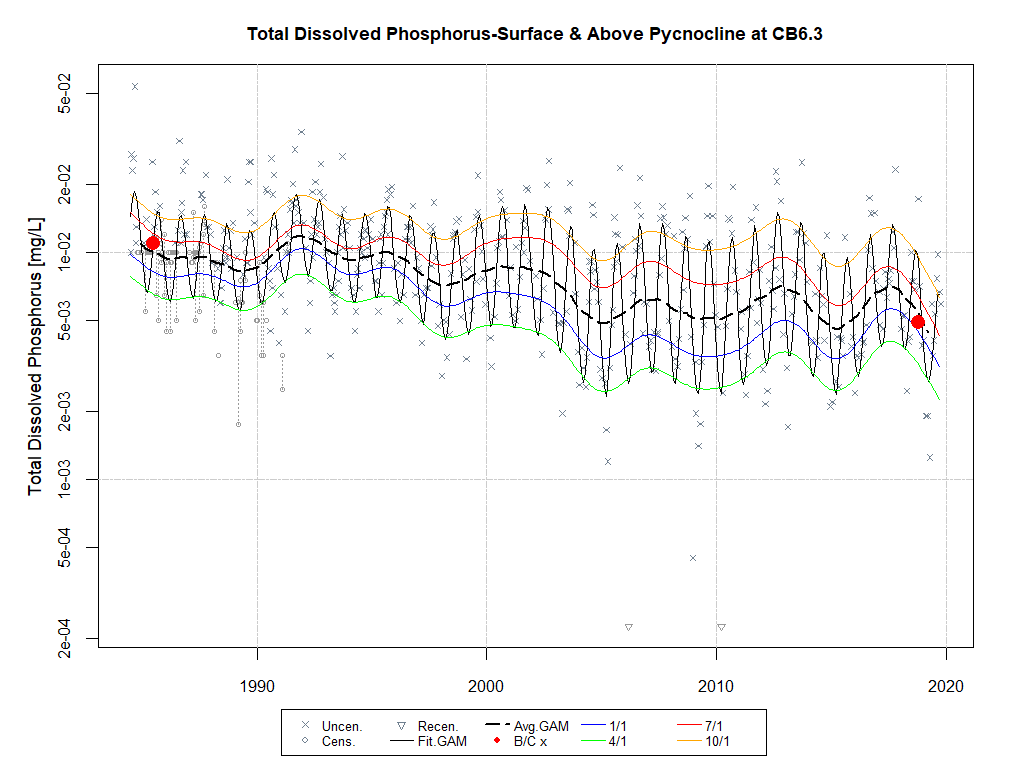 Total Dissolved Phosphorus-Surface & Above Pycnocline at CB6.3
Total Dissolved Phosphorus [mg/L]
5e-02
2e-02
1e-02
5e-03
2e-03
1e-03
5e-04
2e-04
1990 2000 2010 2020
Uncen. Recen. Avg.GAM 1/1 7/1
Cens. Fit.GAM B/C x 4/1 10/1